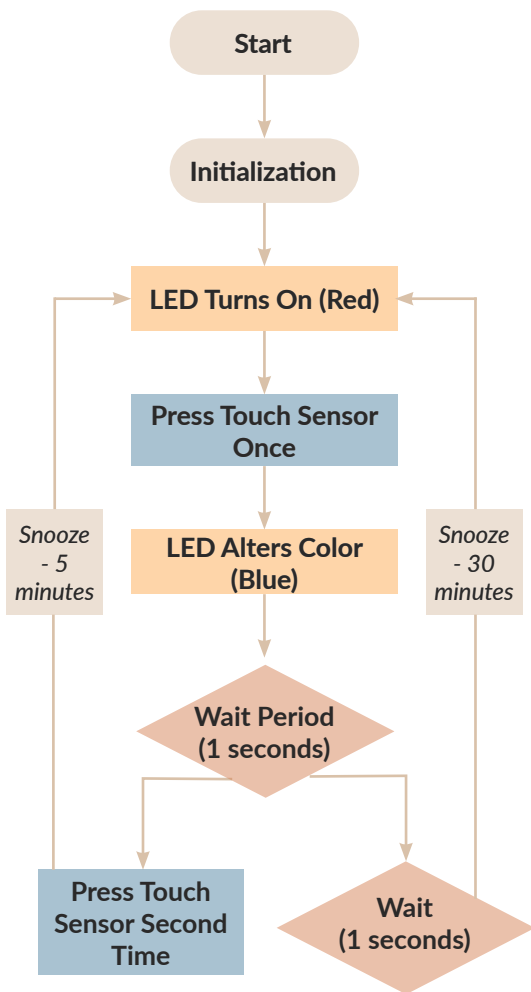 Start
Initialization
LED Turns On (Red)
Press Touch Sensor
Once
LED Alters Color
(Blue)
Snooze
- 5
minutes
Snooze
- 30
minutes
Wait Period
(1 seconds)
Press Touch
Sensor Second
Time
Wait
(1 seconds)